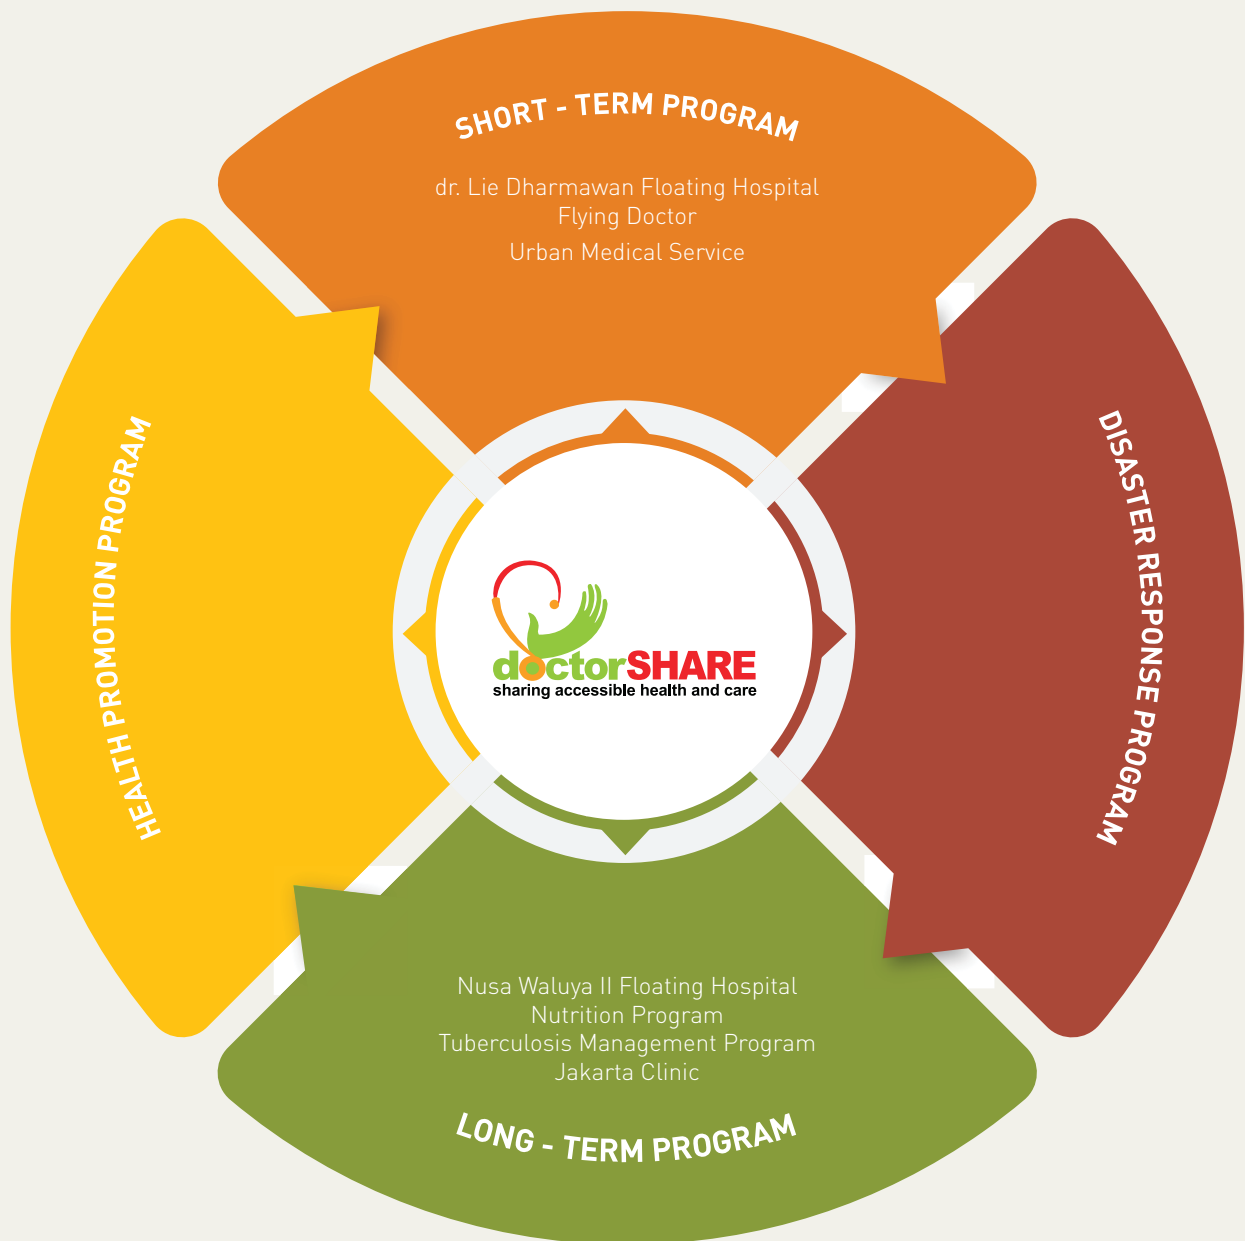 SHORT - TERM PROGRAM
dr. Lie Dharmawan Floating Hospital
Flying Doctor
Urban Medical Service
HEALTH PROMOTION PROGRAM
DISASTER RESPONSE PROGRAM
doctorSHARE
sharing accessible health and care
Nusa Waluya II Floating Hospital
Nutrition Program
Tuberculosis Management Program
Jakarta Clinic
LONG - TERM PROGRAM